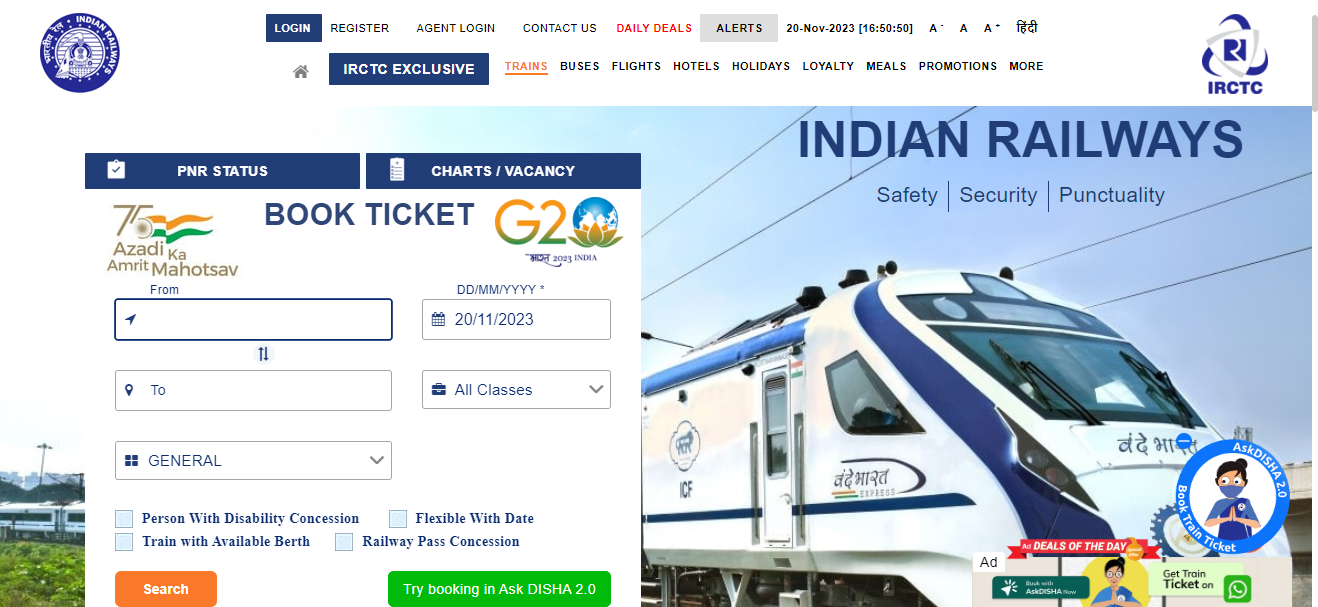 INDIAN RAILWAYS
भारतीय रेल
LOGIN REGISTER AGENT LOGIN CONTACT US DAILY DEALS ALERTS 20-Nov-2023 [16:50:50] A - A A + हिंदी
IRCTC EXCLUSIVE TRAINS BUSES FLIGHTS HOTELS HOLIDAYS LOYALTY MEALS PROMOTIONS MORE
IRCTC
INDIAN RAILWAYS
Safety | Security | Punctuality
PNR STATUS CHARTS / VACANCY
75
Azadi Ka
Amrit Mahotsav
BOOK TICKET
G20
भारत 2023 INDIA
From
DD/MM/YYYY *
20/11/2023
To
All Classes
GENERAL
Person With Disability Concession Flexible With Date
Train with Available Berth Railway Pass Concession
Search Try booking in Ask DISHA 2.0
ICF
वंदे भारत
EXPRESS
वंदे भारत
AskDISHA 2.0
Book Train Ticket
Ad
Ad DEALS OF THE DAY
Special Offer
Book with
AskDISHA Now
Get Train
Ticket on